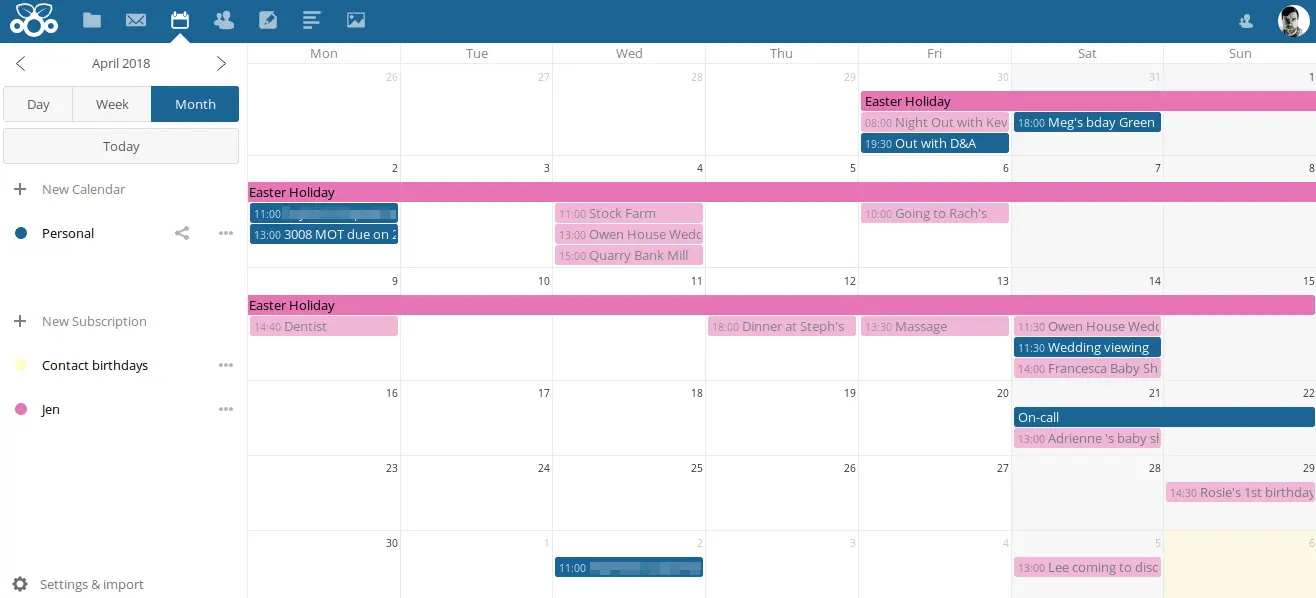 April 2018
Day Week Month
Today
New Calendar
Personal
New Subscription
Contact birthdays
Jen
Settings & import
Mon Tue Wed Thu Fri Sat Sun
26 27 28 29 30 31 1
Easter Holiday
08:00 Night Out with Kev 18:00 Meg's bday Green
19:30 Out with D&A
2 3 4 5 6 7 8
Easter Holiday
11:00 11:00 Stock Farm 10:00 Going to Rach's
13:00 3008 MOT due on 2 13:00 Owen House Wedd
15:00 Quarry Bank Mill
9 10 11 12 13 14 15
Easter Holiday
14:40 Dentist 18:00 Dinner at Steph's 13:30 Massage 11:30 Owen House Wedd
11:30 Wedding viewing
14:00 Francesca Baby Sh
16 17 18 19 20 21 22
On-call
13:00 Adrienne 's baby sh
23 24 25 26 27 28 29
14:30 Rosie's 1st birthday
30 1 2 3 4 5 6
11:00 13:00 Lee coming to disc